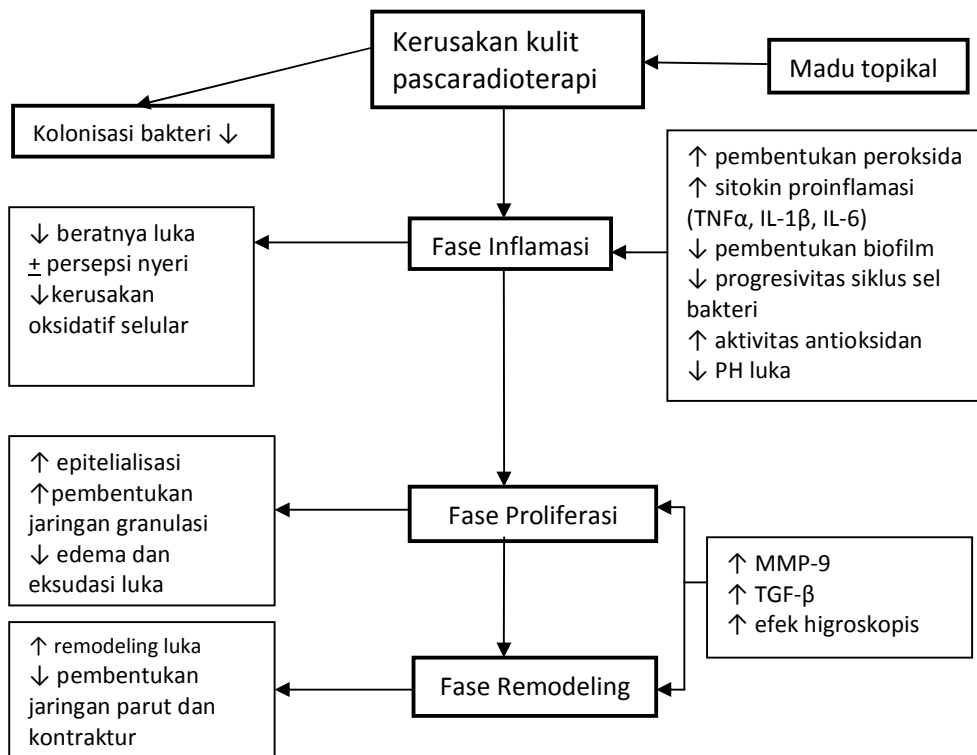 Kerusakan kulit
pascaradioterapi
Madu topikal
Kolonisasi bakteri ↓
↑ pembentukan peroksida
↑ sitokin proinflamasi
(TNFα, IL-1β, IL-6)
↓ pembentukan biofilm
↓ progresivitas siklus sel
bakteri
↑ aktivitas antioksidan
↓ PH luka
↓ beratnya luka
± persepsi nyeri
↓kerusakan
oksidatif selular
Fase Inflamasi
↑ epitelialisasi
↑pembentukan
jaringan granulasi
↓ edema dan
eksudasi luka
Fase Proliferasi
↑ MMP-9
↑ TGF-β
↑ efek higroskopis
↑ remodeling luka
↓ pembentukan
jaringan parut dan
kontraktur
Fase Remodeling